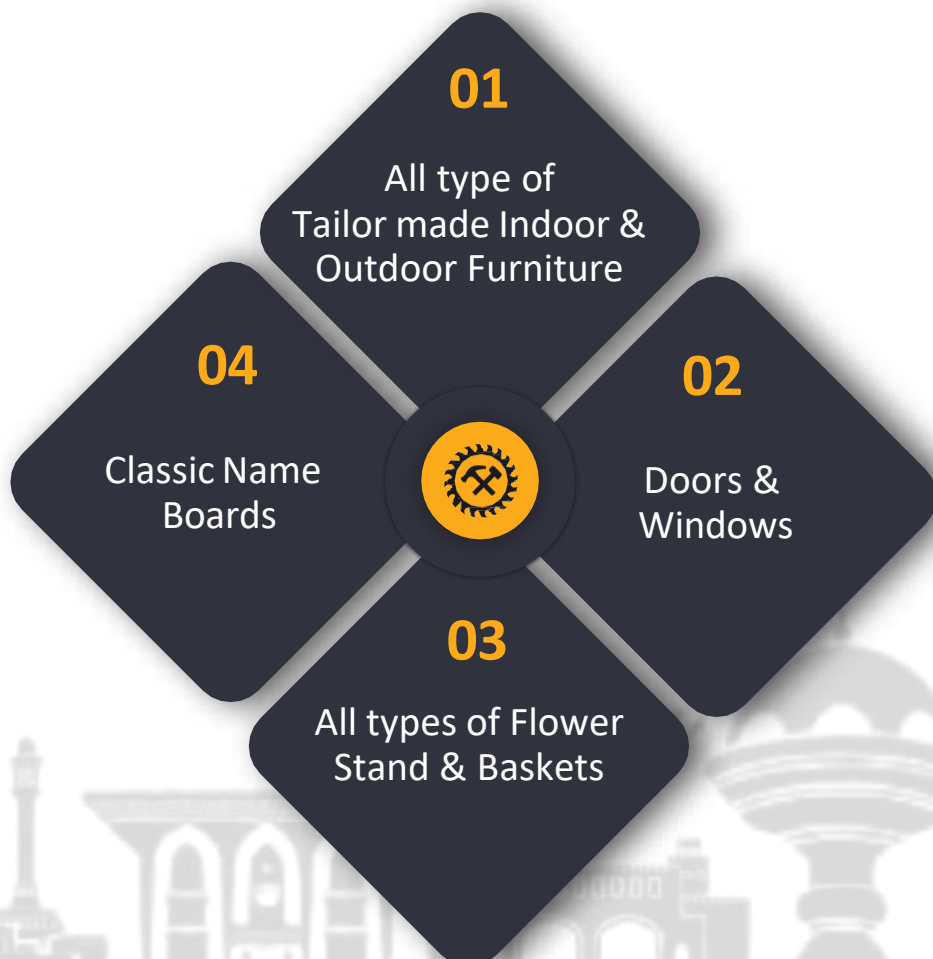 01
All type of
Tailor made Indoor &
Outdoor Furniture
02
Doors &
Windows
03
All types of Flower
Stand & Baskets
04
Classic Name
Boards